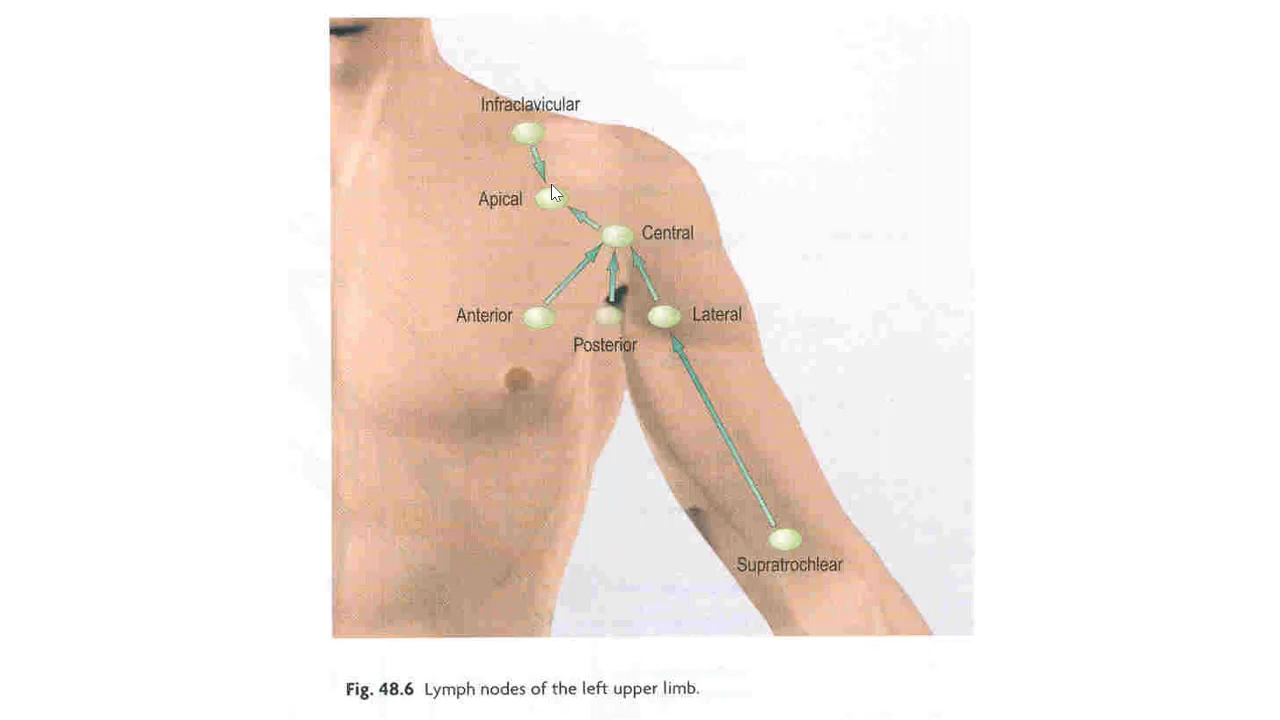 Infraclavicular
Apical
Central
Anterior
Lateral
Posterior
Supratrochlear
Fig. 48.6 Lymph nodes of the left upper limb.